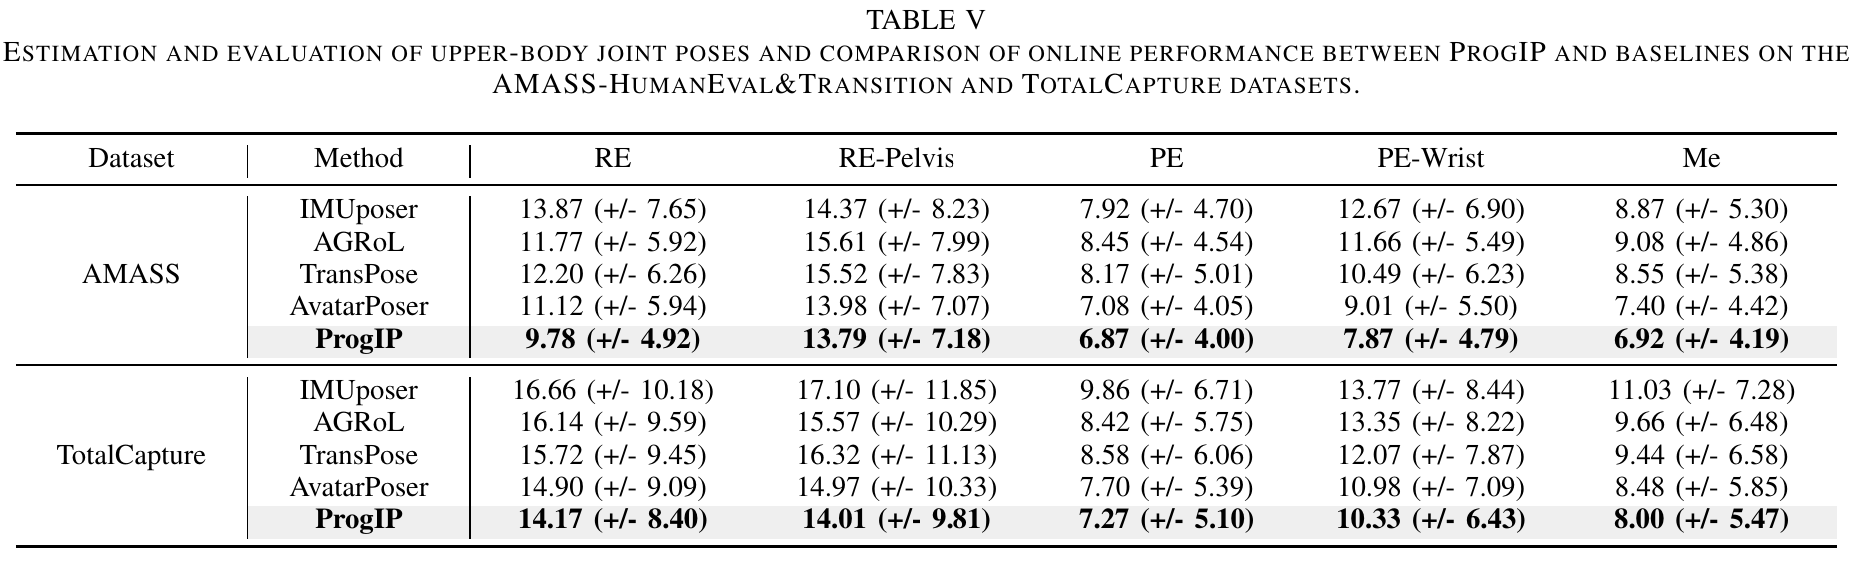 TABLE V
ESTIMATION AND EVALUATION OF UPPER-BODY JOINT POSES AND COMPARISON OF ONLINE PERFORMANCE BETWEEN PROGIP AND BASELINES ON THE
AMASS-HUMANEVAL&TRANSITION AND TOTALCAPTURE DATASETS.
Dataset Method RE RE-Pelvis PE PE-Wrist Me
IMUposer 13.87 (+/- 7.65) 14.37 (+/- 8.23) 7.92 (+/- 4.70) 12.67 (+/- 6.90) 8.87 (+/- 5.30)
AGRoL 11.77 (+/- 5.92) 15.61 (+/- 7.99) 8.45 (+/- 4.54) 11.66 (+/- 5.49) 9.08 (+/- 4.86)
AMASS TransPose 12.20 (+/- 6.26) 15.52 (+/- 7.83) 8.17 (+/- 5.01) 10.49 (+/- 6.23) 8.55 (+/- 5.38)
AvatarPoser 11.12 (+/- 5.94) 13.98 (+/- 7.07) 7.08 (+/- 4.05) 9.01 (+/- 5.50) 7.40 (+/- 4.42)
ProgIP 9.78 (+/- 4.92) 13.79 (+/- 7.18) 6.87 (+/- 4.00) 7.87 (+/- 4.79) 6.92 (+/- 4.19)
IMUposer 16.66 (+/- 10.18) 17.10 (+/- 11.85) 9.86 (+/- 6.71) 13.77 (+/- 8.44) 11.03 (+/- 7.28)
AGRoL 16.14 (+/- 9.59) 15.57 (+/- 10.29) 8.42 (+/- 5.75) 13.35 (+/- 8.22) 9.66 (+/- 6.48)
TotalCapture TransPose 15.72 (+/- 9.45) 16.32 (+/- 11.13) 8.58 (+/- 6.06) 12.07 (+/- 7.87) 9.44 (+/- 6.58)
AvatarPoser 14.90 (+/- 9.09) 14.97 (+/- 10.33) 7.70 (+/- 5.39) 10.98 (+/- 7.09) 8.48 (+/- 5.85)
ProgIP 14.17 (+/- 8.40) 14.01 (+/- 9.81) 7.27 (+/- 5.10) 10.33 (+/- 6.43) 8.00 (+/- 5.47)